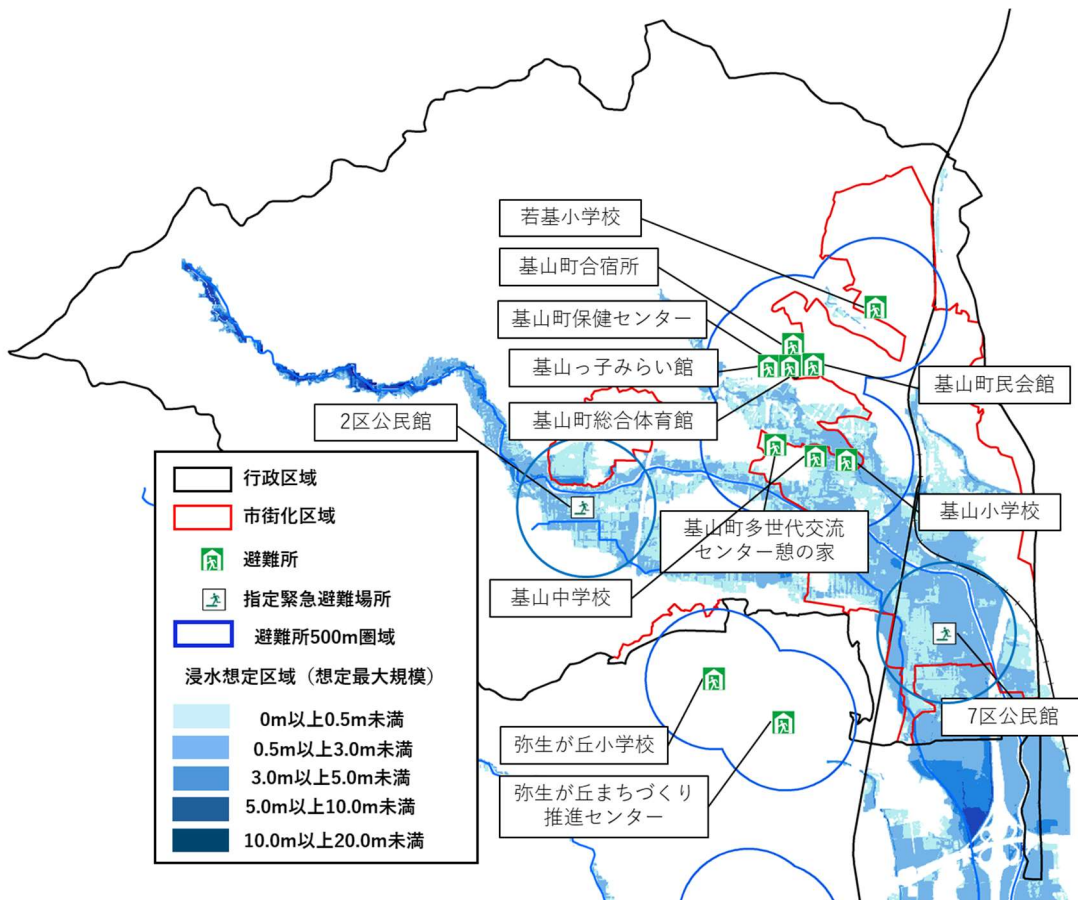 若基小学校
基山町合宿所
基山町保健センター
基山っ子みらい館
基山町民会館
2区公民館
基山町総合体育館
行政区域
市街化区域
避難所
指定緊急避難場所
避難所500m圏域
浸水想定区域（想定最大規模）
0m以上0.5m未満
0.5m以上3.0m未満
3.0m以上5.0m未満
5.0m以上10.0m未満
10.0m以上20.0m未満
基山小学校
基山町多世代交流
センター憩の家
基山中学校
7区公民館
弥生が丘小学校
弥生が丘まちづくり
推進センター